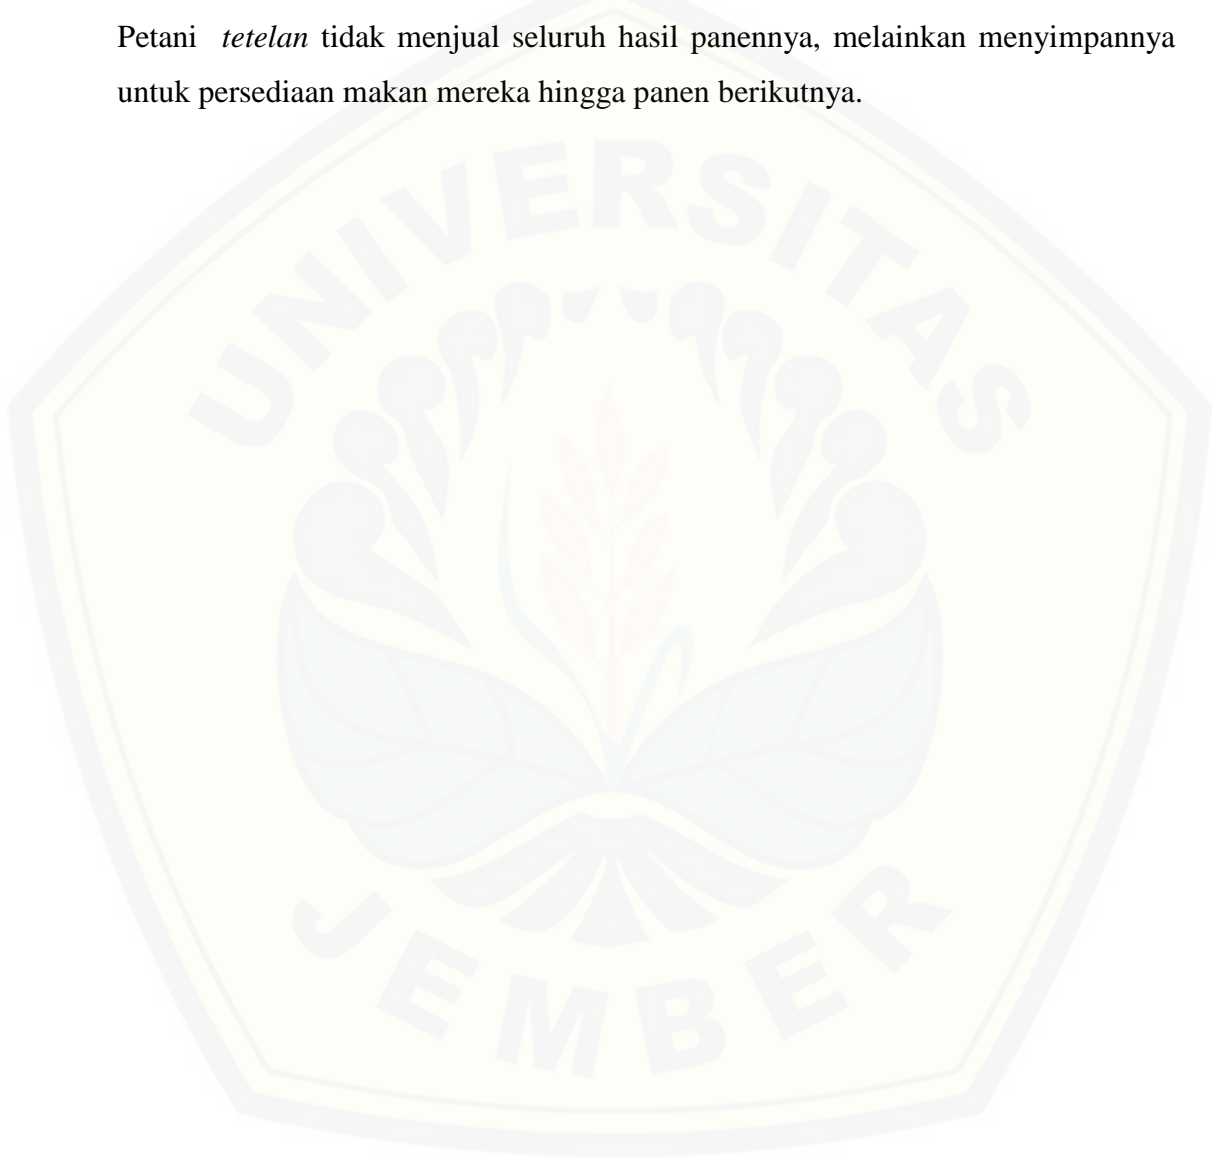 Petani tetelan tidak menjual seluruh hasil panennya, melainkan menyimpannya
untuk persediaan makan mereka hingga panen berikutnya.
UNIVERSITAS
JEMBER